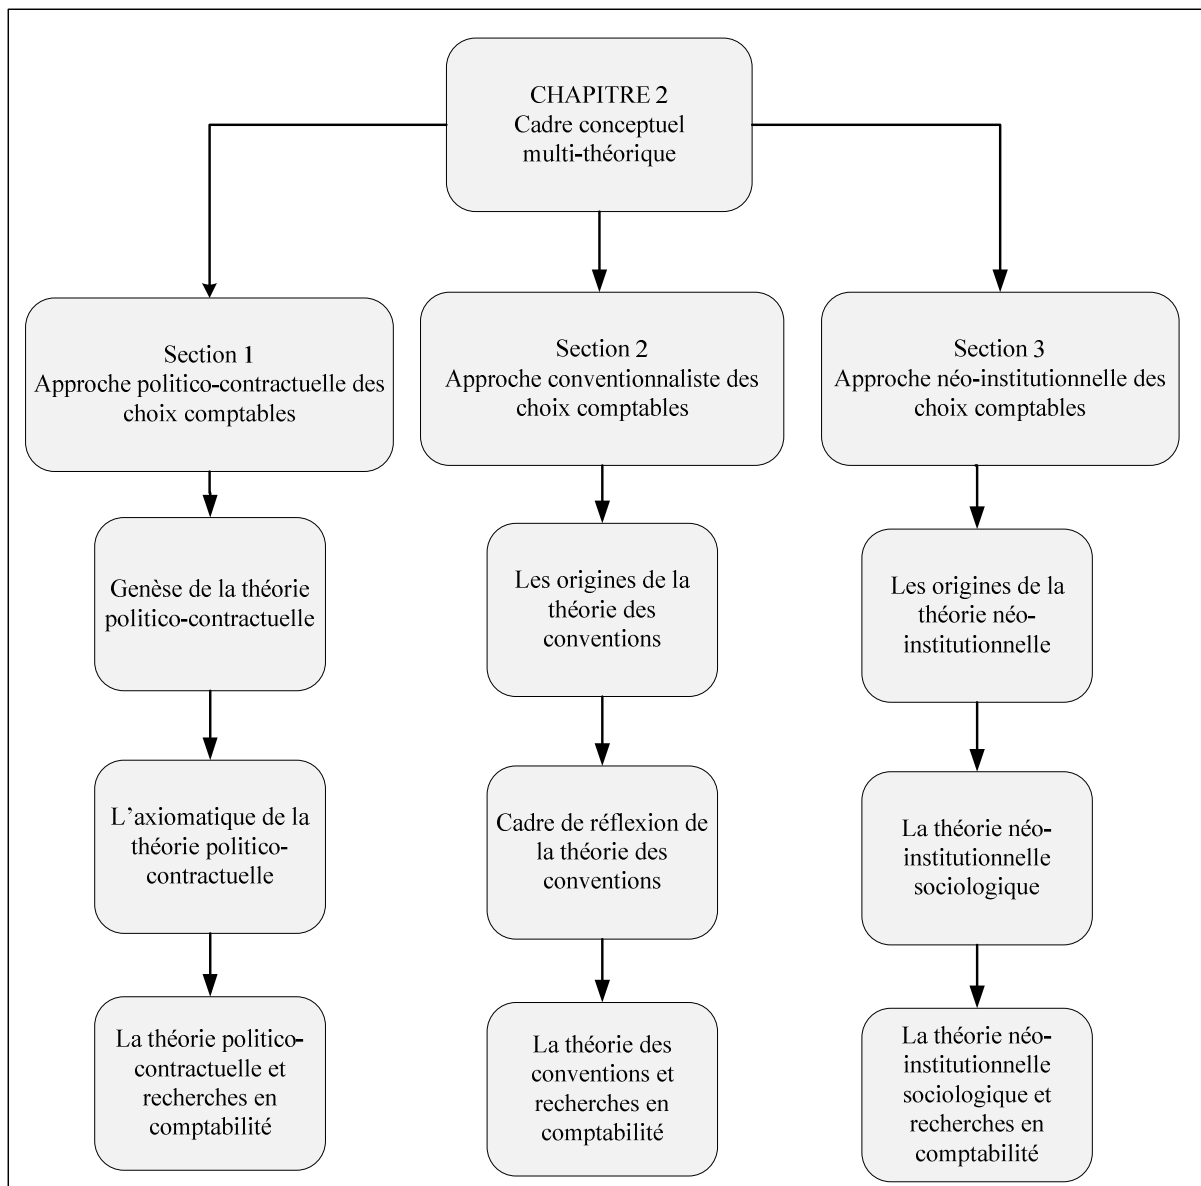 CHAPITRE 2
Cadre conceptuel
multi-théorique
Section 1
Approche politico-contractuelle des
choix comptables
Genèse de la théorie
politico-contractuelle
L’axiomatique de la
théorie politico-
contractuelle
La théorie politico-
contractuelle et
recherches en
comptabilité
Section 2
Approche conventionnaliste des
choix comptables
Les origines de la
théorie des
conventions
Cadre de réflexion de
la théorie des
conventions
La théorie des
conventions et
recherches en
comptabilité
Section 3
Approche néo-institutionnelle des
choix comptables
Les origines de la
théorie néo-
institutionnelle
La théorie néo-
institutionnelle
sociologique
La théorie néo-
institutionnelle
sociologique et
recherches en
comptabilité